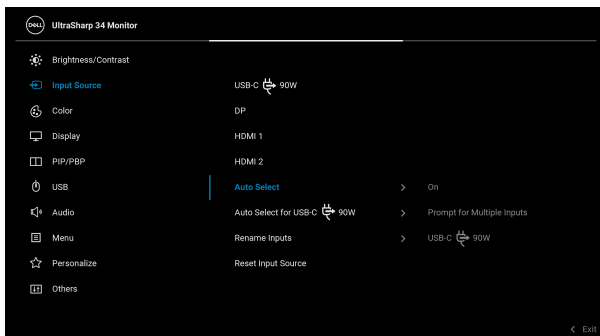 DELL UltraSharp 34 Monitor
Brightness/Contrast
Input Source USB-C 90W
Color DP
Display HDMI 1
PIP/PBP HDMI 2
USB Auto Select > On
Audio Auto Select for USB-C 90W > Prompt for Multiple Inputs
Menu Rename Inputs > USB-C 90W
Personalize Reset Input Source
Others
< Exit